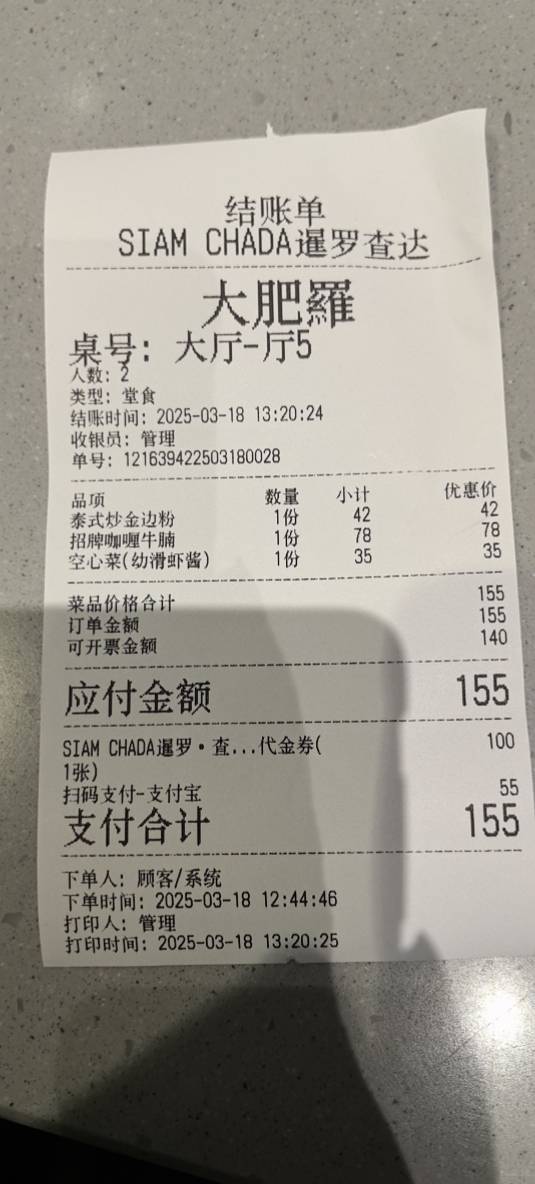 结账单
SIAM CHADA暹罗查达
大肥羅
桌号: 大厅-厅5
人数: 2
类型: 堂食
结账时间: 2025-03-18 13:20:24
收银员: 管理
单号: 121639422503180028
品项 数量 小计 优惠价
泰式炒金边粉 1份 42 42
招牌咖喱牛腩 1份 78 78
空心菜(幼滑虾酱) 1份 35 35
菜品价格合计 155
订单金额 155
可开票金额 140
应付金额 155
SIAM CHADA暹罗·查...代金券( 100
1张)
扫码支付-支付宝 55
支付合计 155
下单人: 顾客/系统
下单时间: 2025-03-18 12:44:46
打印人: 管理
打印时间: 2025-03-18 13:20:25